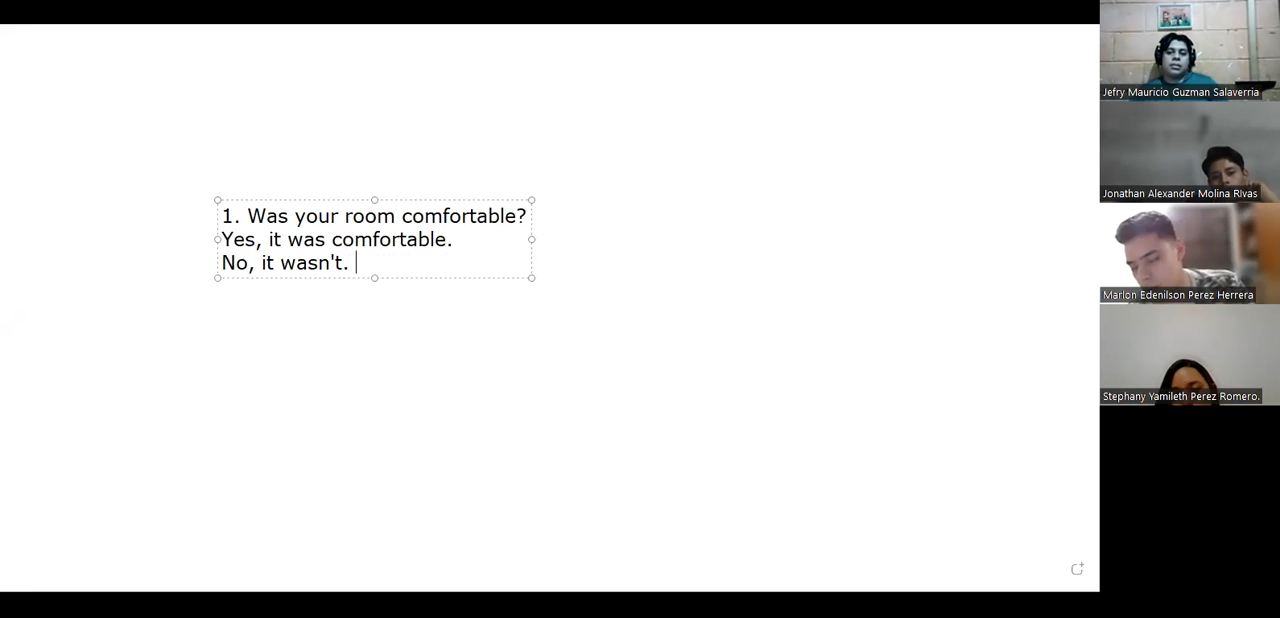 1. Was your room comfortable?
Yes, it was comfortable.
No, it wasn't.
Jefry Mauricio Guzman Salaverria
Jonathan Alexander Molina Rivas
Marlon Edenilson Perez Herrera
Stephany Yamileth Perez Romero.